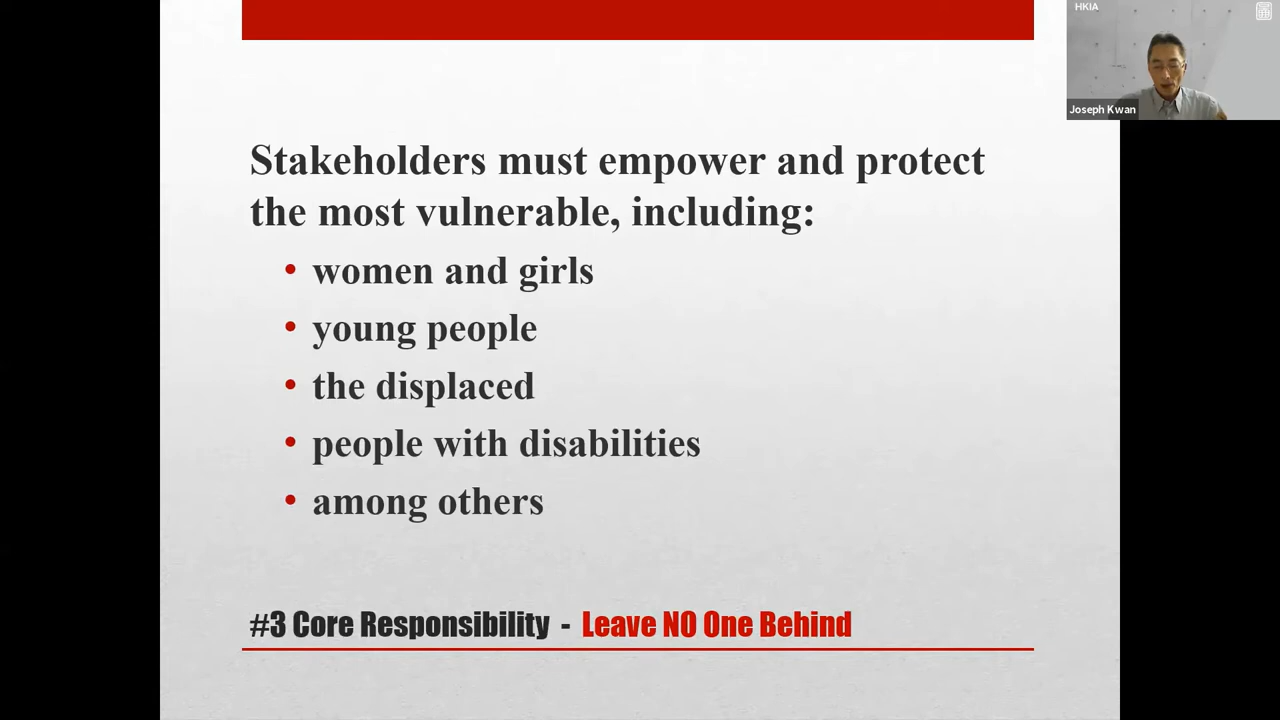 HKIA
Joseph Kwan
Stakeholders must empower and protect
the most vulnerable, including:
• women and girls
• young people
• the displaced
• people with disabilities
• among others
#3 Core Responsibility - Leave NO One Behind